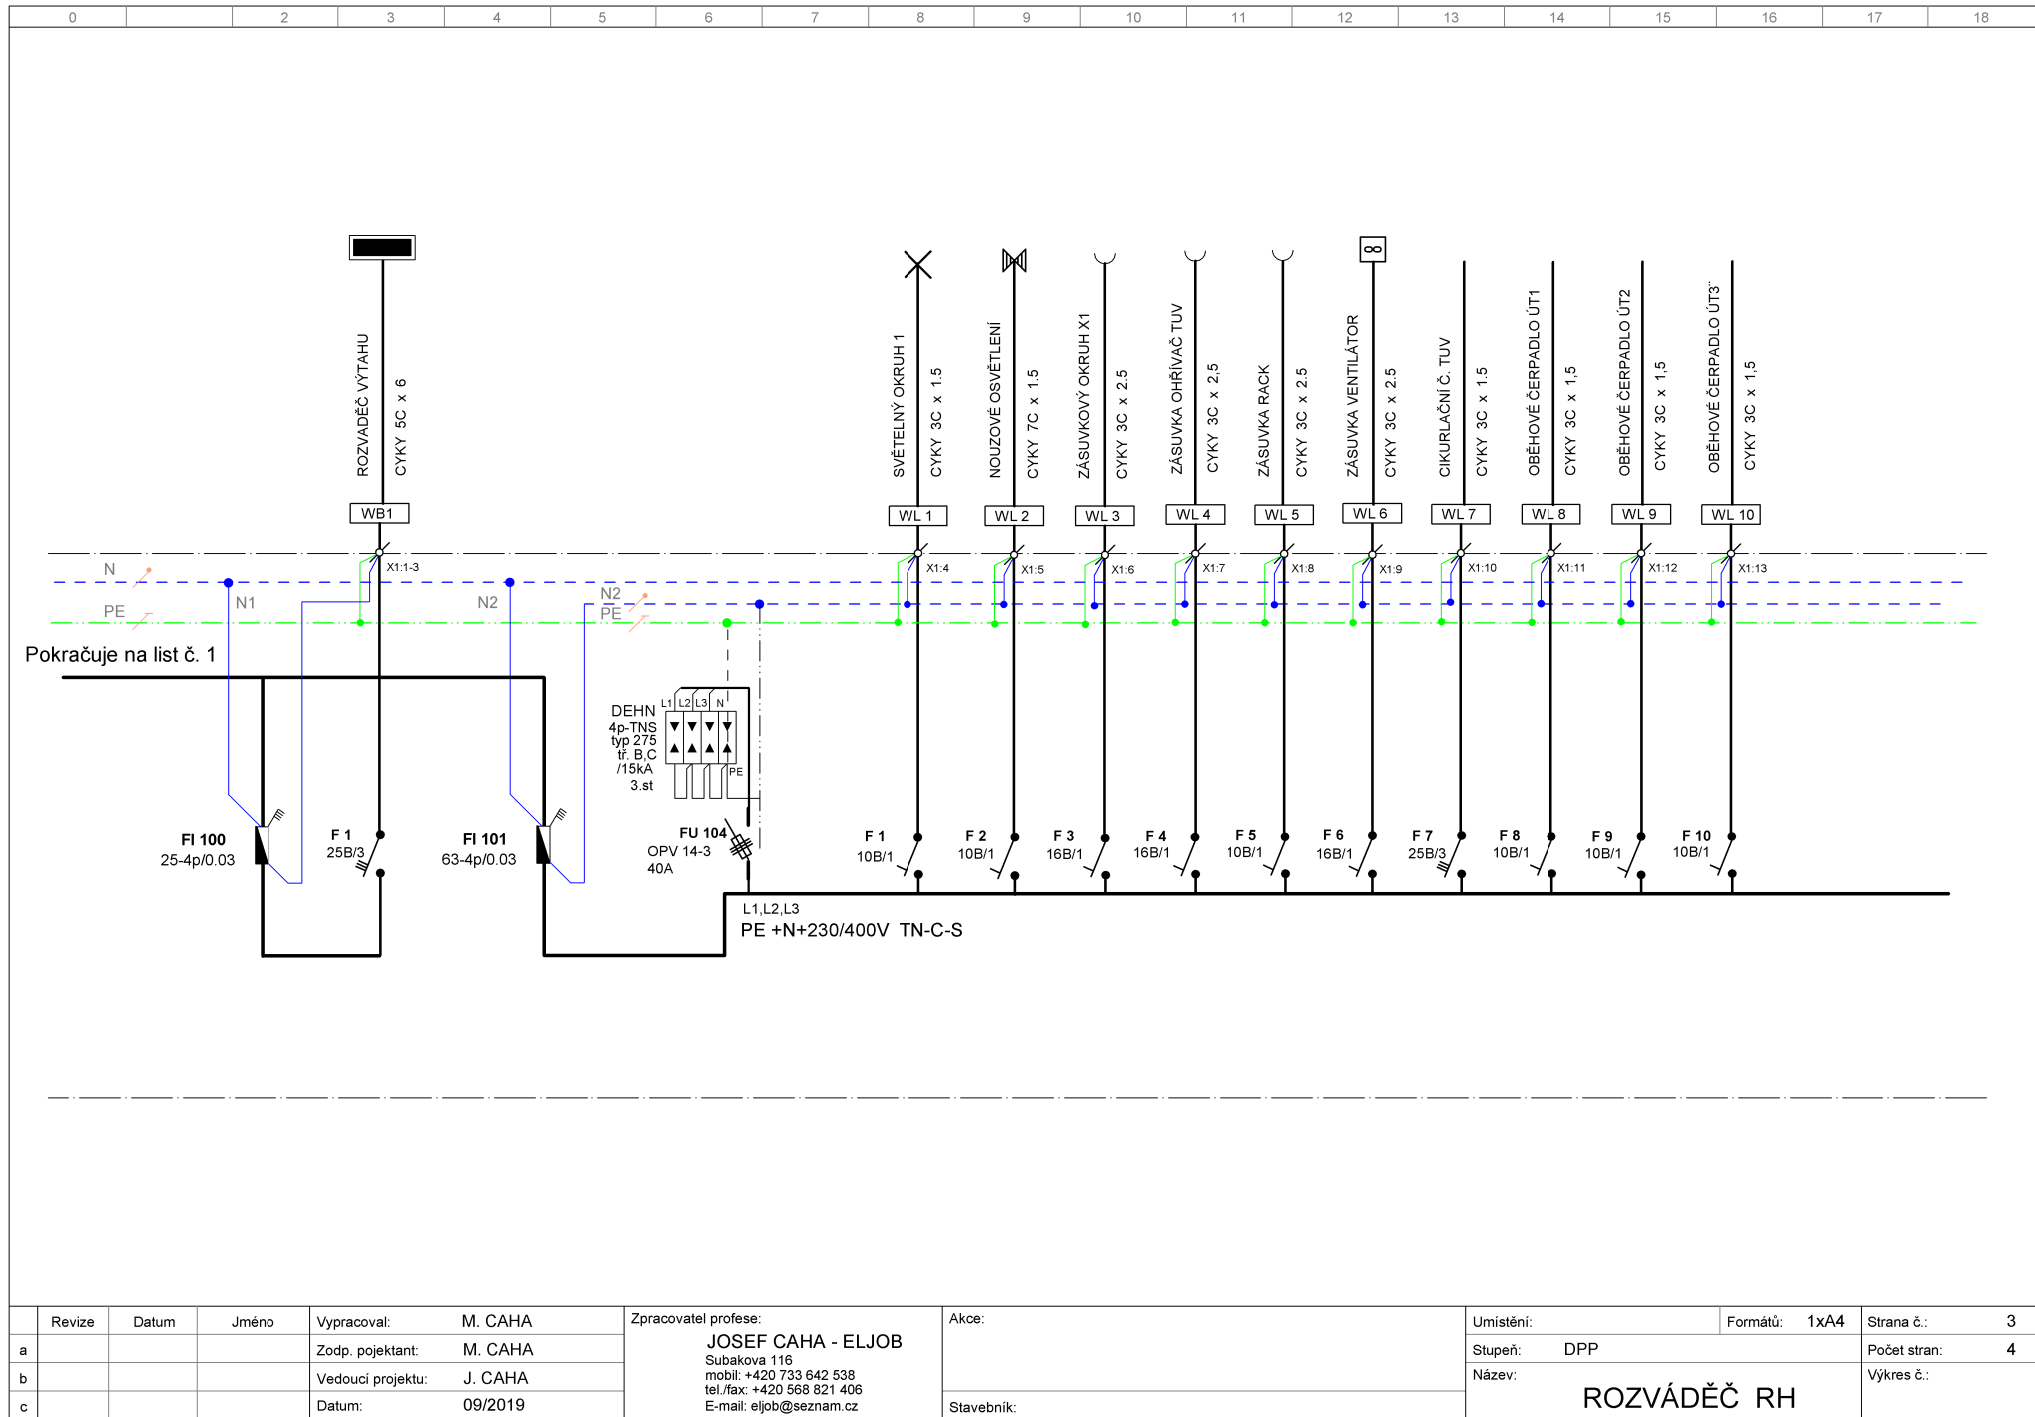 0 2 3 4 5 6 7 8 9 10 11 12 13 14 15 16 17 18
ROZVADĚČ VÝTAHU
CYKY 5C x 6
SVĚTELNÝ OKRUH 1
CYKY 3C x 1.5
NOUZOVÉ OSVĚTLENÍ
CYKY 7C x 1.5
ZÁSUVKOVÝ OKRUH X1
CYKY 3C x 2.5
ZÁSUVKA OHŘÍVAČ TUV
CYKY 3C x 2,5
ZÁSUVKA RACK
CYKY 3C x 2.5
ZÁSUVKA VENTILÁTOR
CYKY 3C x 2.5
CIKURLAČNÍ Č. TUV
CYKY 3C x 1.5
OBĚHOVÉ ČERPADLO ÚT1
CYKY 3C x 1,5
OBĚHOVÉ ČERPADLO ÚT2
CYKY 3C x 1,5
OBĚHOVÉ ČERPADLO ÚT3¨
CYKY 3C x 1,5
WB1 WL 1 WL 2 WL 3 WL 4 WL 5 WL 6 WL 7 WL 8 WL 9 WL 10
X1:1-3 X1:4 X1:5 X1:6 X1:7 X1:8 X1:9 X1:10 X1:11 X1:12 X1:13
N
N1 N2 N2
PE PE
Pokračuje na list č. 1
L1 L2 L3 N
DEHN
4p-TNS
typ 275
tř. B,C
/15kA
3.st
PE
FI 100
25-4p/0.03
F 1
25B/3
FI 101
63-4p/0.03
FU 104
OPV 14-3
40A
F 1
10B/1
F 2
10B/1
F 3
16B/1
F 4
16B/1
F 5
10B/1
F 6
16B/1
F 7
25B/3
F 8
10B/1
F 9
10B/1
F 10
10B/1
L1,L2,L3
PE +N+230/400V TN-C-S
Revize Datum Jméno
a
b
c
Vypracoval: M. CAHA
Zodp. pojektant: M. CAHA
Vedoucí projektu: J. CAHA
Datum: 09/2019
Zpracovatel profese:
JOSEF CAHA - ELJOB
Subakova 116
mobil: +420 733 642 538
tel./fax: +420 568 821 406
E-mail: eljob@seznam.cz
Akce:
Stavebník:
Umístění:
Formátů: 1xA4
Strana č.: 3
Stupeň: DPP
Počet stran: 4
Název:
ROZVÁDĚČ RH
Výkres č.: